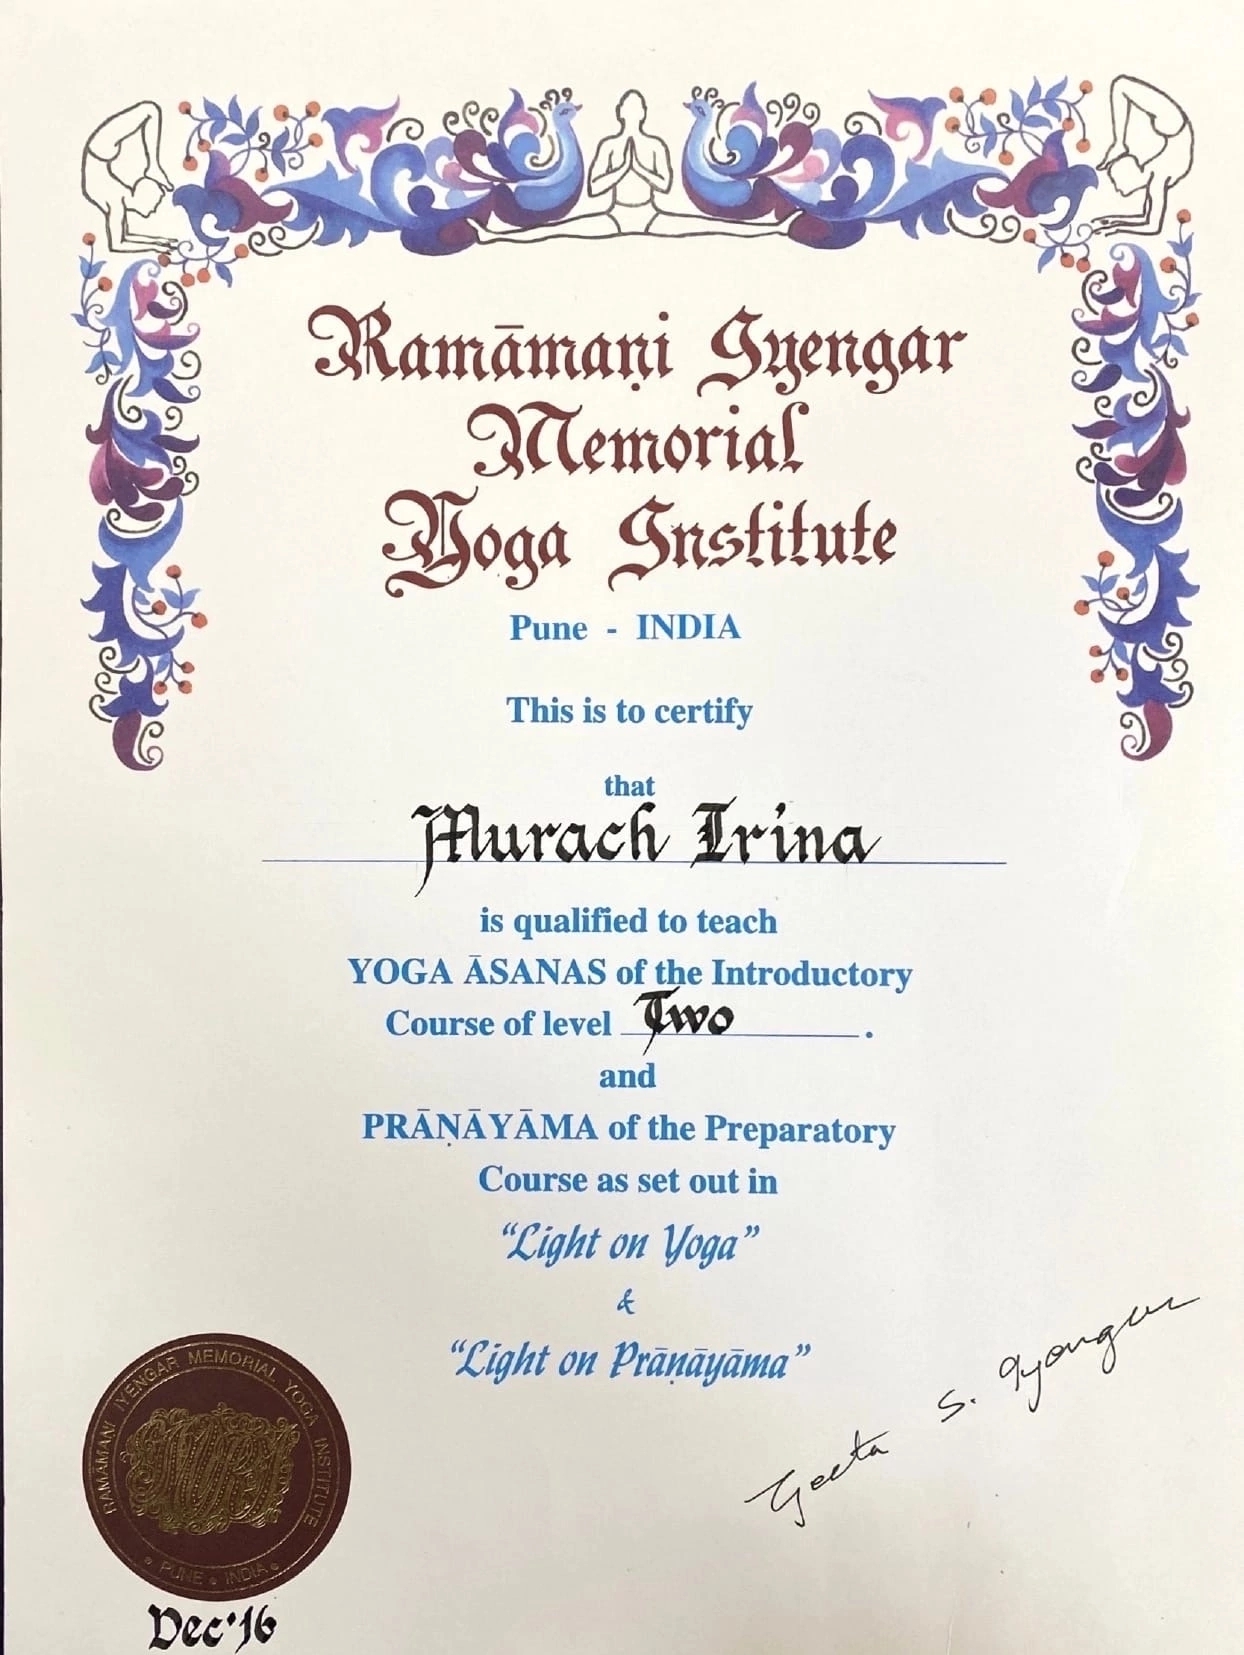 Ramāmaṇi Iyengar
Memorial
Yoga Institute
Pune - INDIA
This is to certify
that
Murach Irina
is qualified to teach
YOGA ĀSANAS of the Introductory
Course of level Two .
and
PRĀṆĀYĀMA of the Preparatory
Course as set out in
“Light on Yoga”
&
“Light on Prāṇāyāma”
Geeta S. Iyengar
RAMĀMAṆI IYENGAR MEMORIAL YOGA INSTITUTE
• PUNE • INDIA •
Dec'16